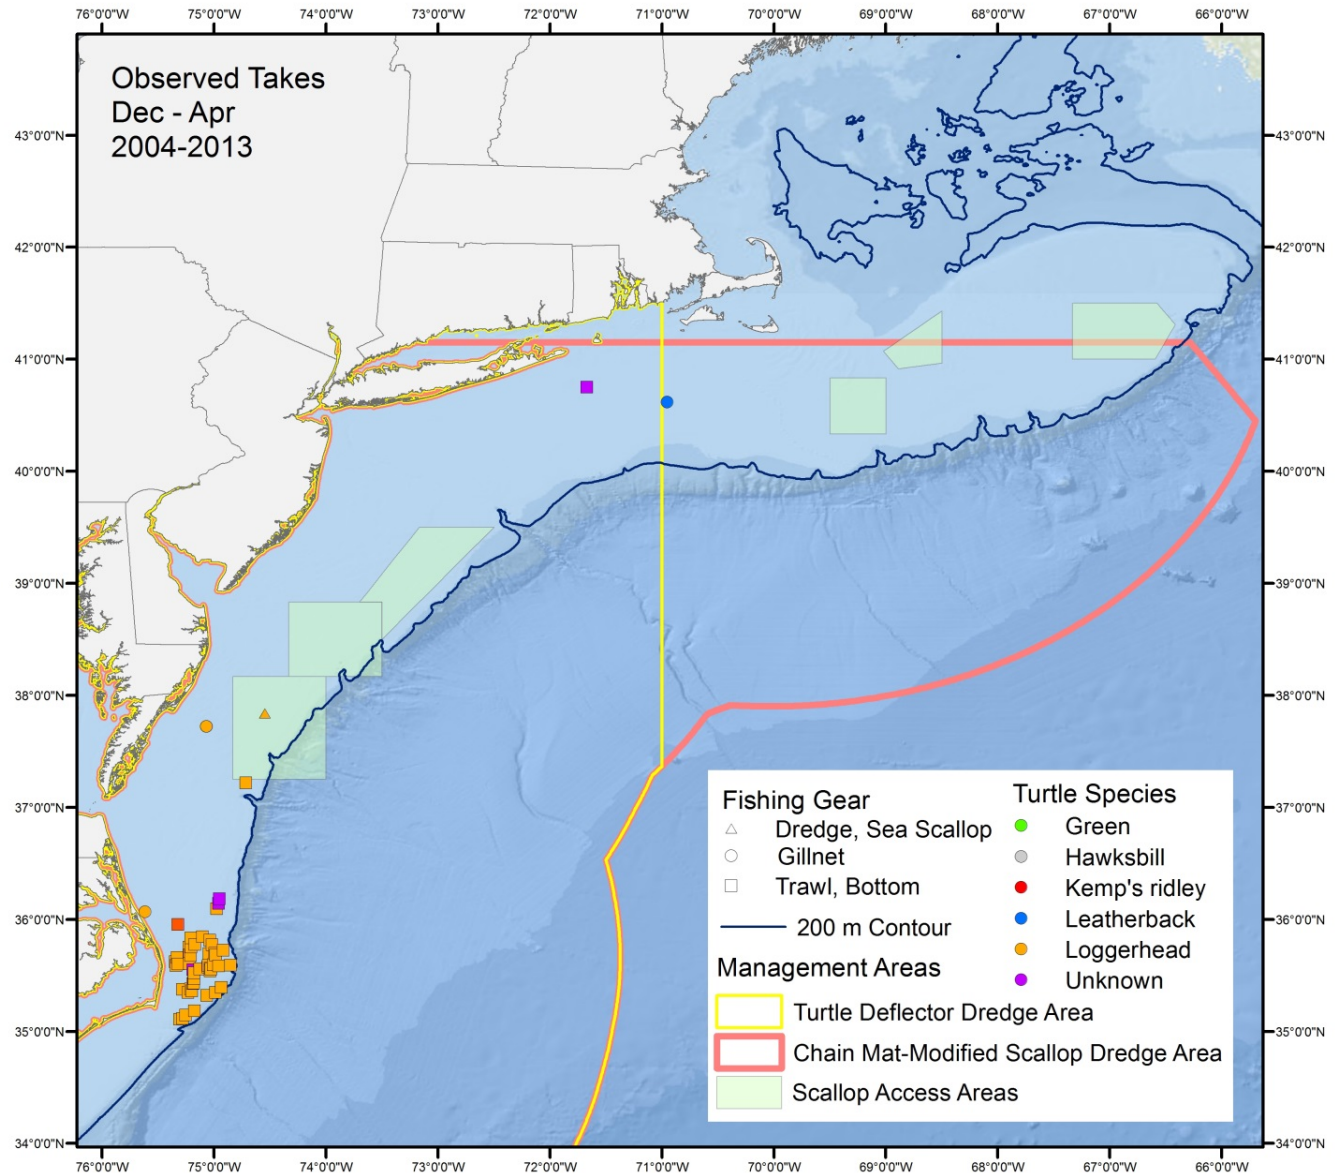 76°0'0"W 75°0'0"W 74°0'0"W 73°0'0"W 72°0'0"W 71°0'0"W 70°0'0"W 69°0'0"W 68°0'0"W 67°0'0"W 66°0'0"W
Observed Takes
Dec - Apr
2004-2013
43°0'0"N 43°0'0"N
42°0'0"N 42°0'0"N
41°0'0"N 41°0'0"N
40°0'0"N 40°0'0"N
39°0'0"N 39°0'0"N
38°0'0"N 38°0'0"N
37°0'0"N 37°0'0"N
36°0'0"N 36°0'0"N
35°0'0"N 35°0'0"N
34°0'0"N 34°0'0"N
Fishing Gear
Dredge, Sea Scallop
Gillnet
Trawl, Bottom
200 m Contour
Turtle Species
Green
Hawksbill
Kemp's ridley
Leatherback
Loggerhead
Unknown
Management Areas
Turtle Deflector Dredge Area
Chain Mat-Modified Scallop Dredge Area
Scallop Access Areas
76°0'0"W 75°0'0"W 74°0'0"W 73°0'0"W 72°0'0"W 71°0'0"W 70°0'0"W 69°0'0"W 68°0'0"W 67°0'0"W 66°0'0"W